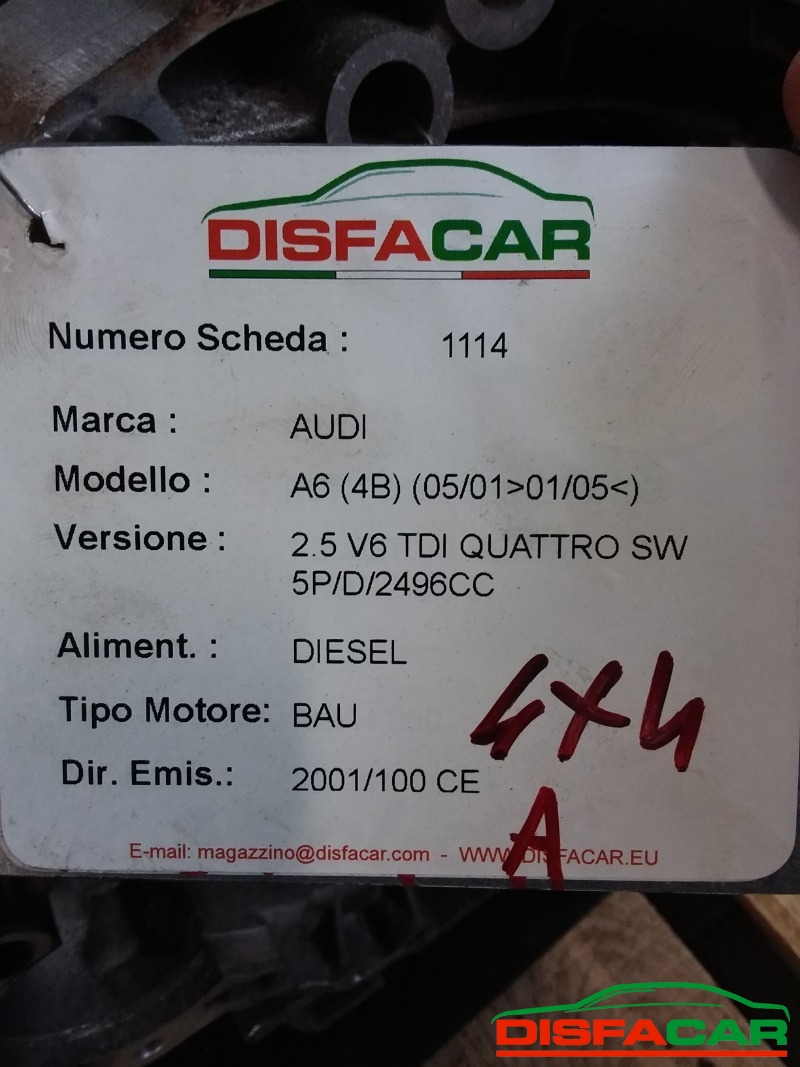 DISFACAR
Numero Scheda : 1114
Marca : AUDI
Modello : A6 (4B) (05/01>01/05<)
Versione : 2.5 V6 TDI QUATTRO SW
5P/D/2496CC
Aliment. : DIESEL
Tipo Motore: BAU
4x4
Dir. Emis.: 2001/100 CE
A
E-mail: magazzino@disfacar.com - WWW.DISFACAR.EU
DISFACAR